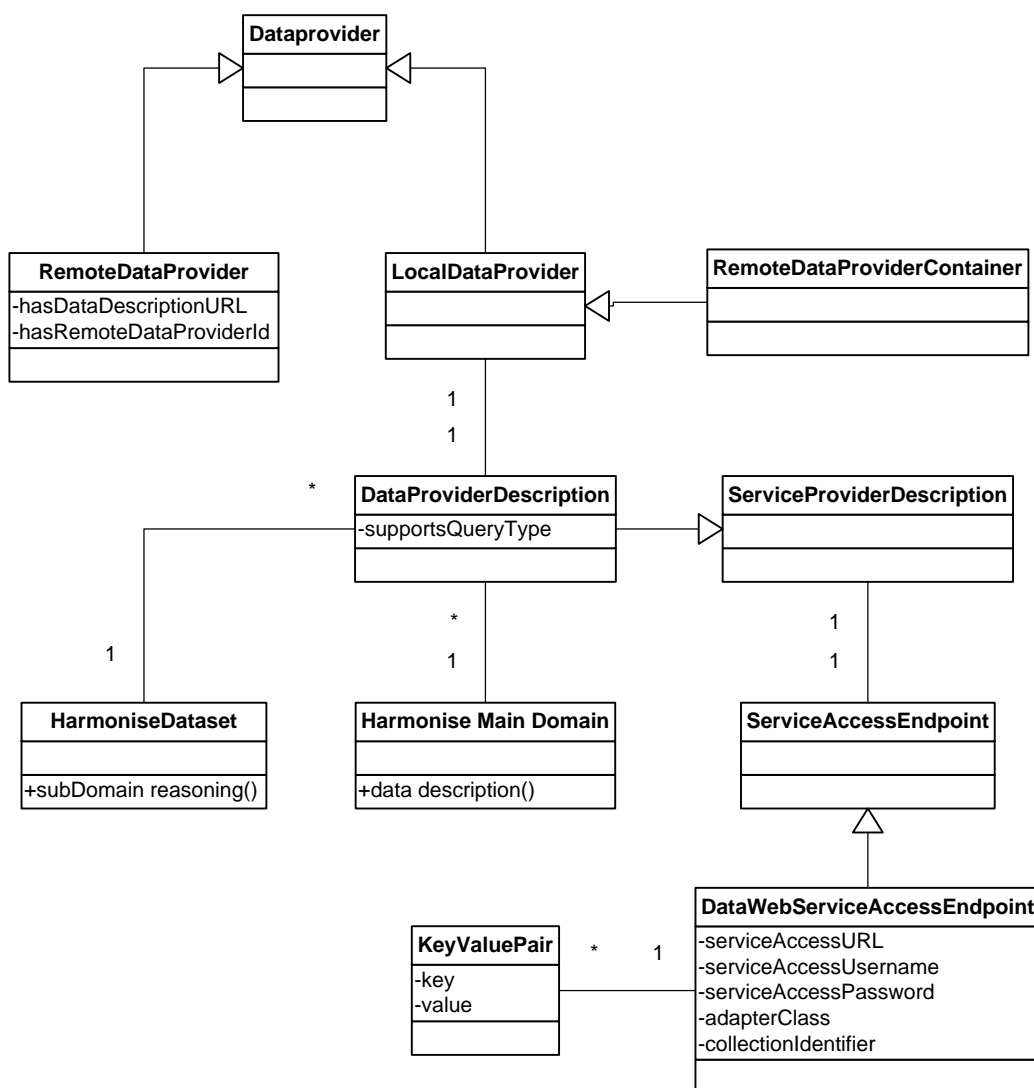 Dataprovider
RemoteDataProvider
-hasDataDescriptionURL
-hasRemoteDataProviderId
LocalDataProvider
RemoteDataProviderContainer
1
1
*
DataProviderDescription
-supportsQueryType
ServiceProviderDescription
1
*
1
1
1
HarmoniseDataset
+subDomain reasoning()
Harmonise Main Domain
+data description()
ServiceAccessEndpoint
KeyValuePair
-key
-value
*
1
DataWebServiceAccessEndpoint
-serviceAccessURL
-serviceAccessUsername
-serviceAccessPassword
-adapterClass
-collectionIdentifier